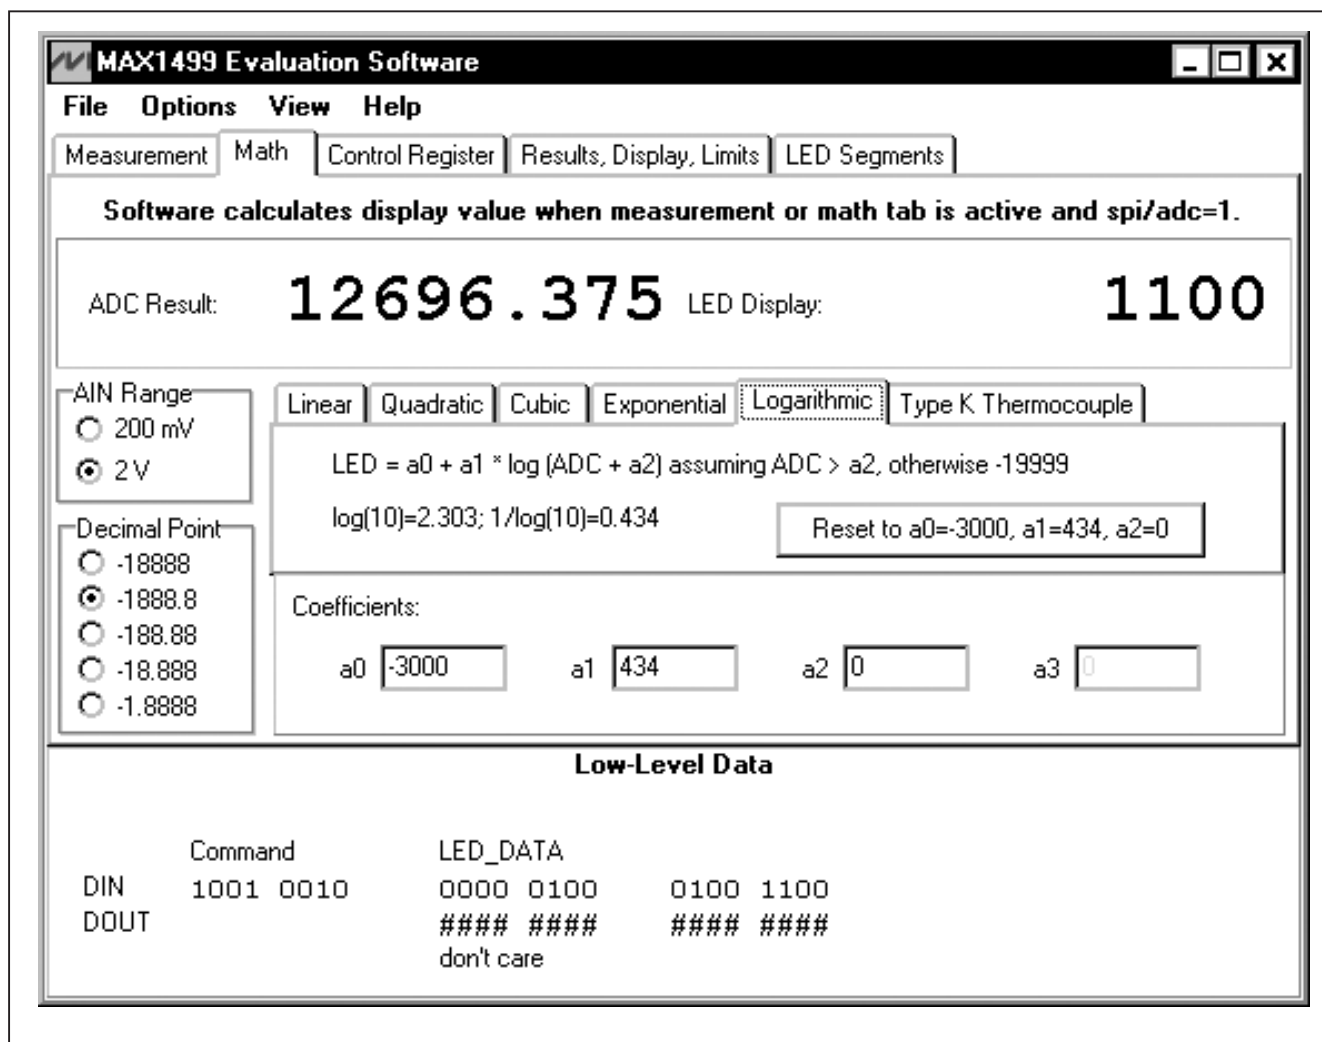 MAX1499 Evaluation Software
File Options View Help
Measurement Math Control Register Results, Display, Limits LED Segments
Software calculates display value when measurement or math tab is active and spi/adc=1.
ADC Result: 12696.375 LED Display: 1100
AIN Range
200 mV
2 V
Linear Quadratic Cubic Exponential Logarithmic Type K Thermocouple
LED = a0 + a1 * log (ADC + a2) assuming ADC > a2, otherwise -19999
log(10)=2.303; 1/log(10)=0.434
Reset to a0=-3000, a1=434, a2=0
Decimal Point
-18888
-1888.8
-188.88
-18.888
-1.8888
Coefficients:
a0 -3000 a1 434 a2 0 a3 0
Low-Level Data
Command LED_DATA
DIN 1001 0010 0000 0100 0100 1100
DOUT #### #### #### ####
don't care